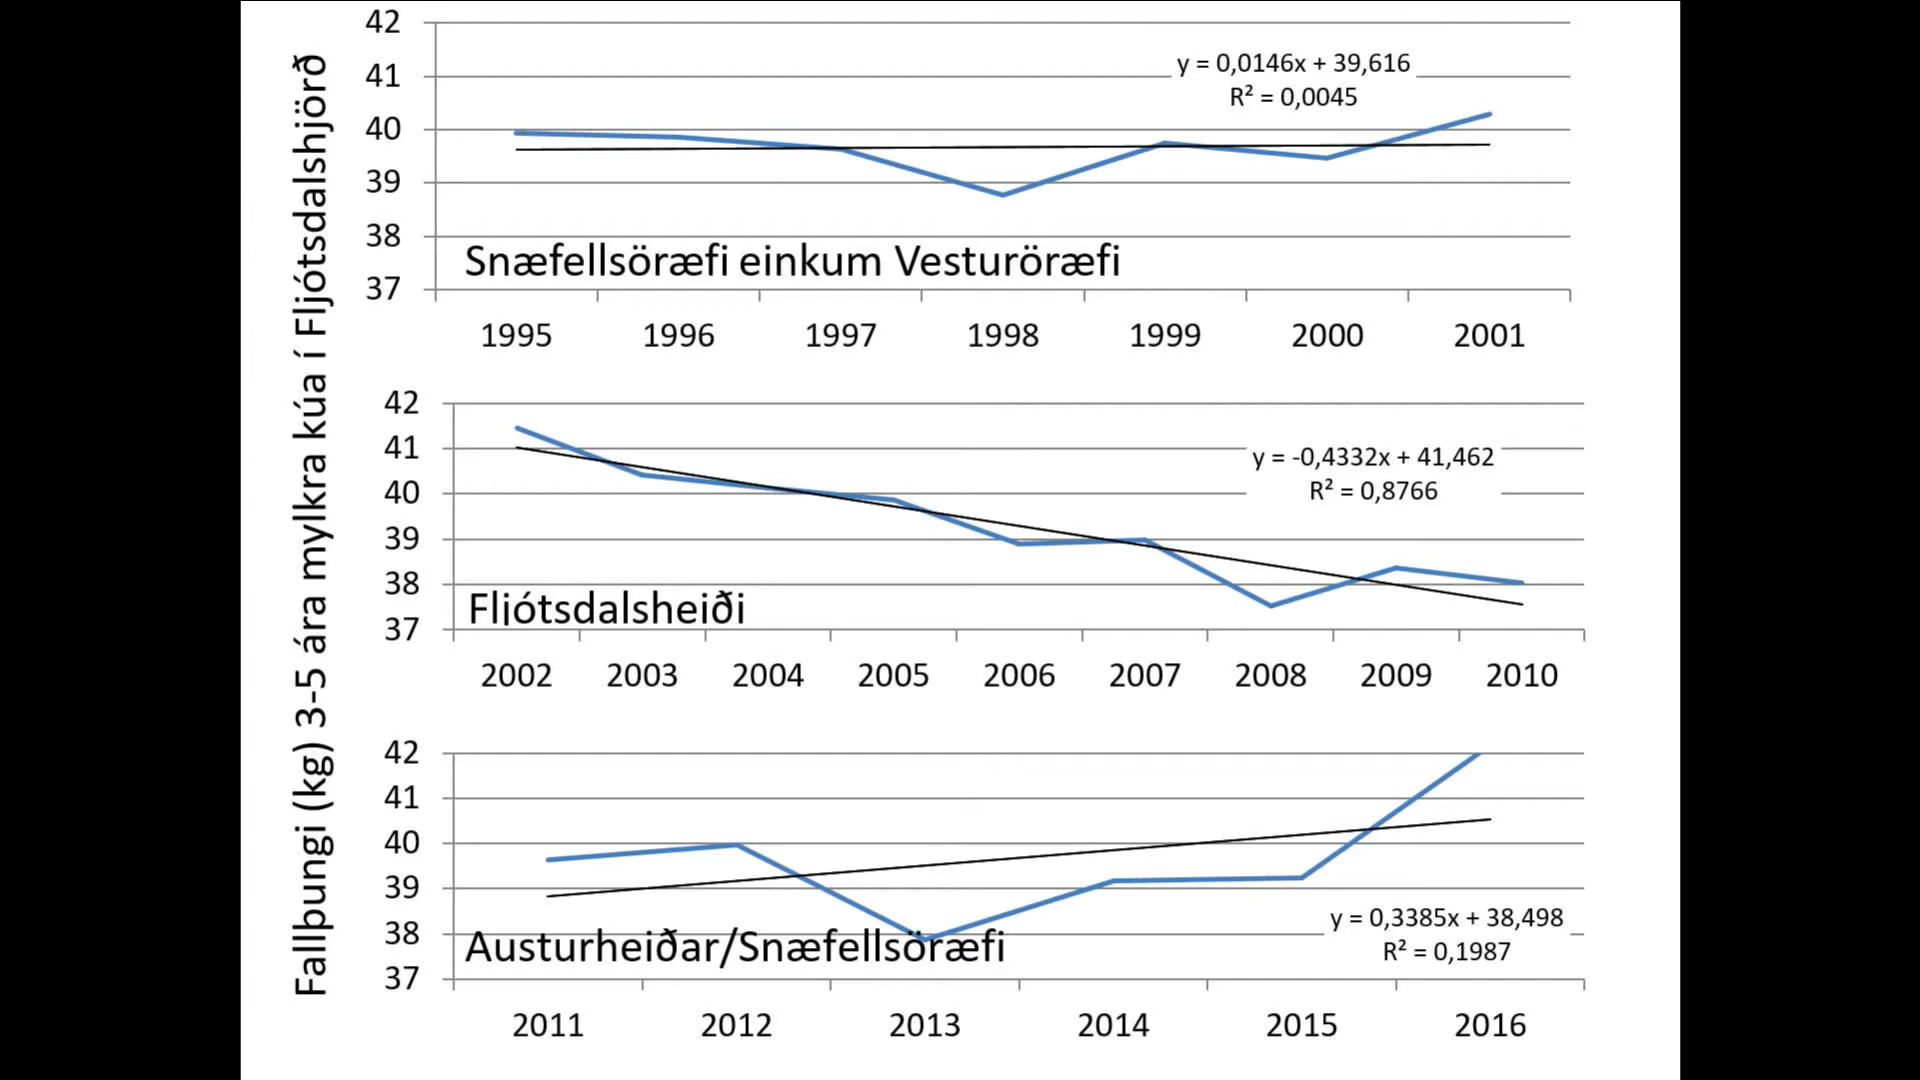 Fallþungi (kg) 3-5 ára mylkra kúa í Fljótsdalshjörð
42
41
40
39
38
37
y = 0,0146x + 39,616
R² = 0,0045
Snæfellsöræfi einkum Vesturöræfi
1995 1996 1997 1998 1999 2000 2001
42
41
40
39
38
37
y = -0,4332x + 41,462
R² = 0,8766
Fljótsdalsheiði
2002 2003 2004 2005 2006 2007 2008 2009 2010
42
41
40
39
38
37
y = 0,3385x + 38,498
R² = 0,1987
Austurheiðar/Snæfellsöræfi
2011 2012 2013 2014 2015 2016